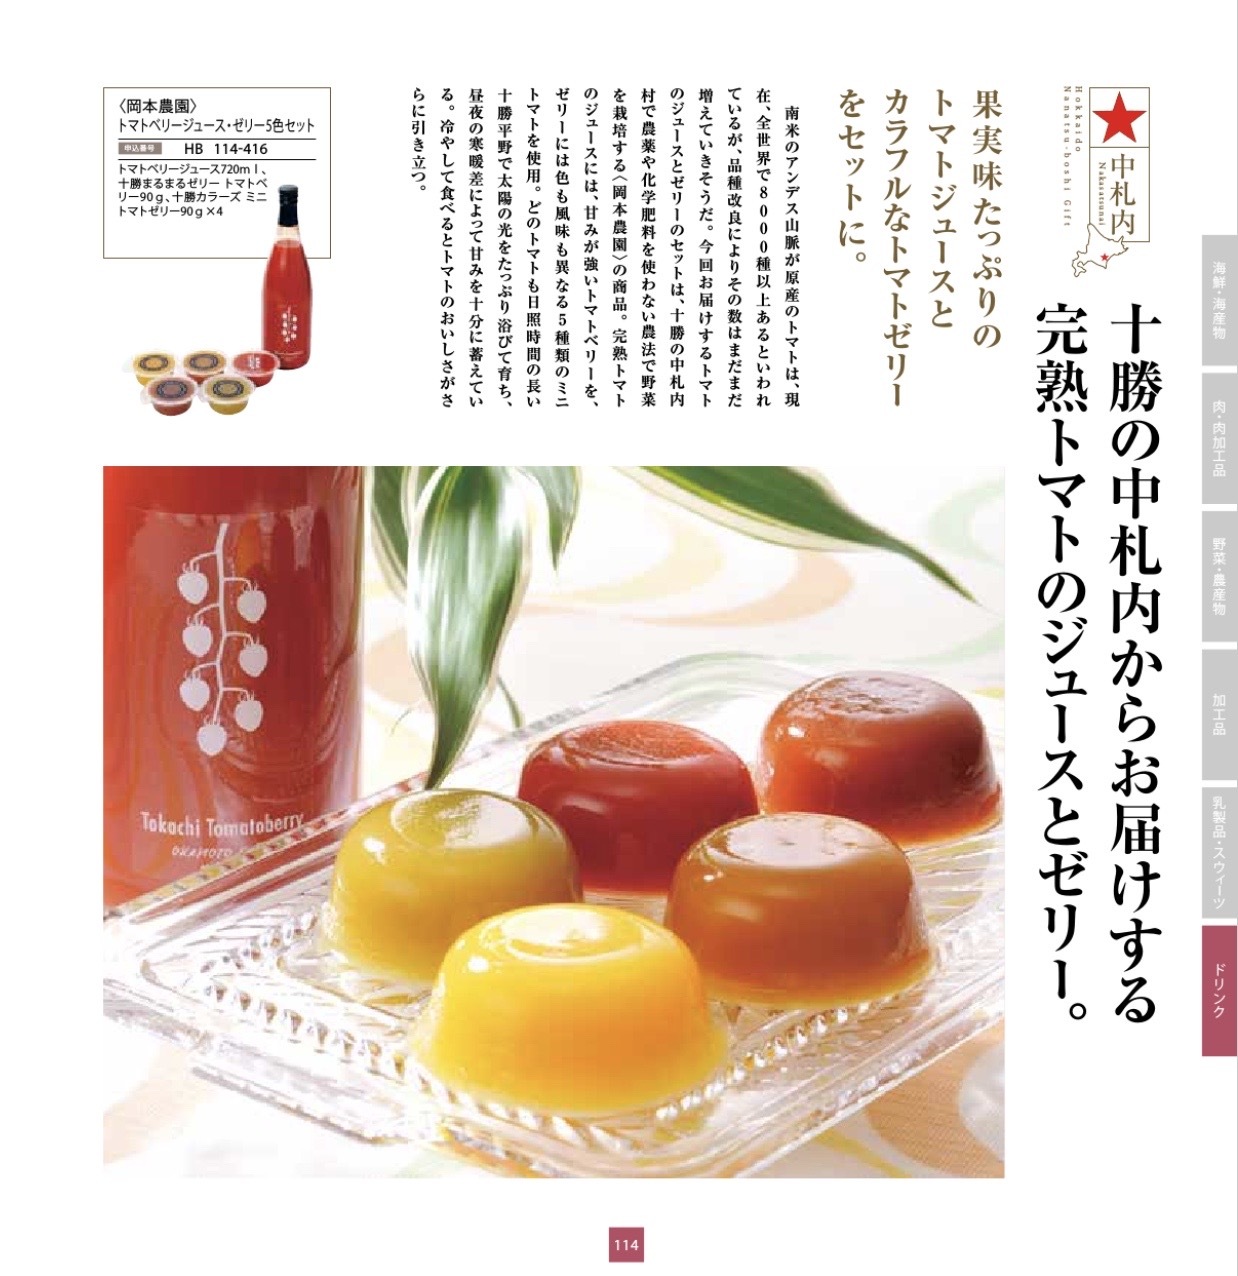 中札内
Nakasatsunai
Hokkaido
Nanatsu-boshi Gift
十勝の中札内からお届けする
完熟トマトのジュースとゼリー。
果実味たっぷりの
トマトジュースと
カラフルなトマトゼリー
をセットに。
南米のアンデス山脈が原産のトマトは、現
在、全世界で8000種以上あるといわれ
ているが、品種改良によりその数はまだまだ
増えていきそうだ。今回お届けするトマト
のジュースとゼリーのセットは、十勝の中札内
村で農薬や化学肥料を使わない農法で野菜
を栽培する〈岡本農園〉の商品。完熟トマト
のジュースには、甘みが強いトマトベリーを、
ゼリーには色も風味も異なる5種類のミニ
トマトを使用。どのトマトも日照時間の長い
十勝平野で太陽の光をたっぷり浴びて育ち、
昼夜の寒暖差によって甘みを十分に蓄えてい
る。冷やして食べるとトマトのおいしさがさ
らに引き立つ。
〈岡本農園〉
トマトベリージュース・ゼリー5色セット
申込番号 HB 114-416
トマトベリージュース720ml、
十勝まるまるゼリー トマトベ
リー90g、十勝カラーズ ミニ
トマトゼリー90g×4
Tokachi Tomatoberry
OKAMOTO
海鮮・海産物
肉・肉加工品
野菜・農産物
加工品
乳製品・スウィーツ
ドリンク
114